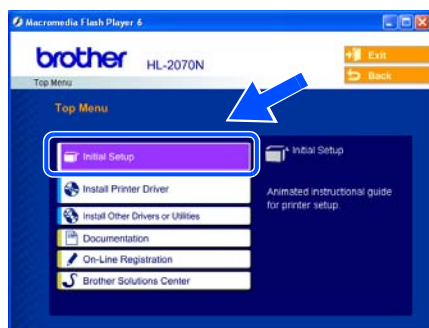 Macromedia Flash Player 6
brother HL-2070N
Exit
Back
Top Menu
Top Menu
Initial Setup
Install Printer Driver
Install Other Drivers or Utilities
Documentation
On-Line Registration
Brother Solutions Center
Initial Setup
Animated instructional guide
for printer setup.